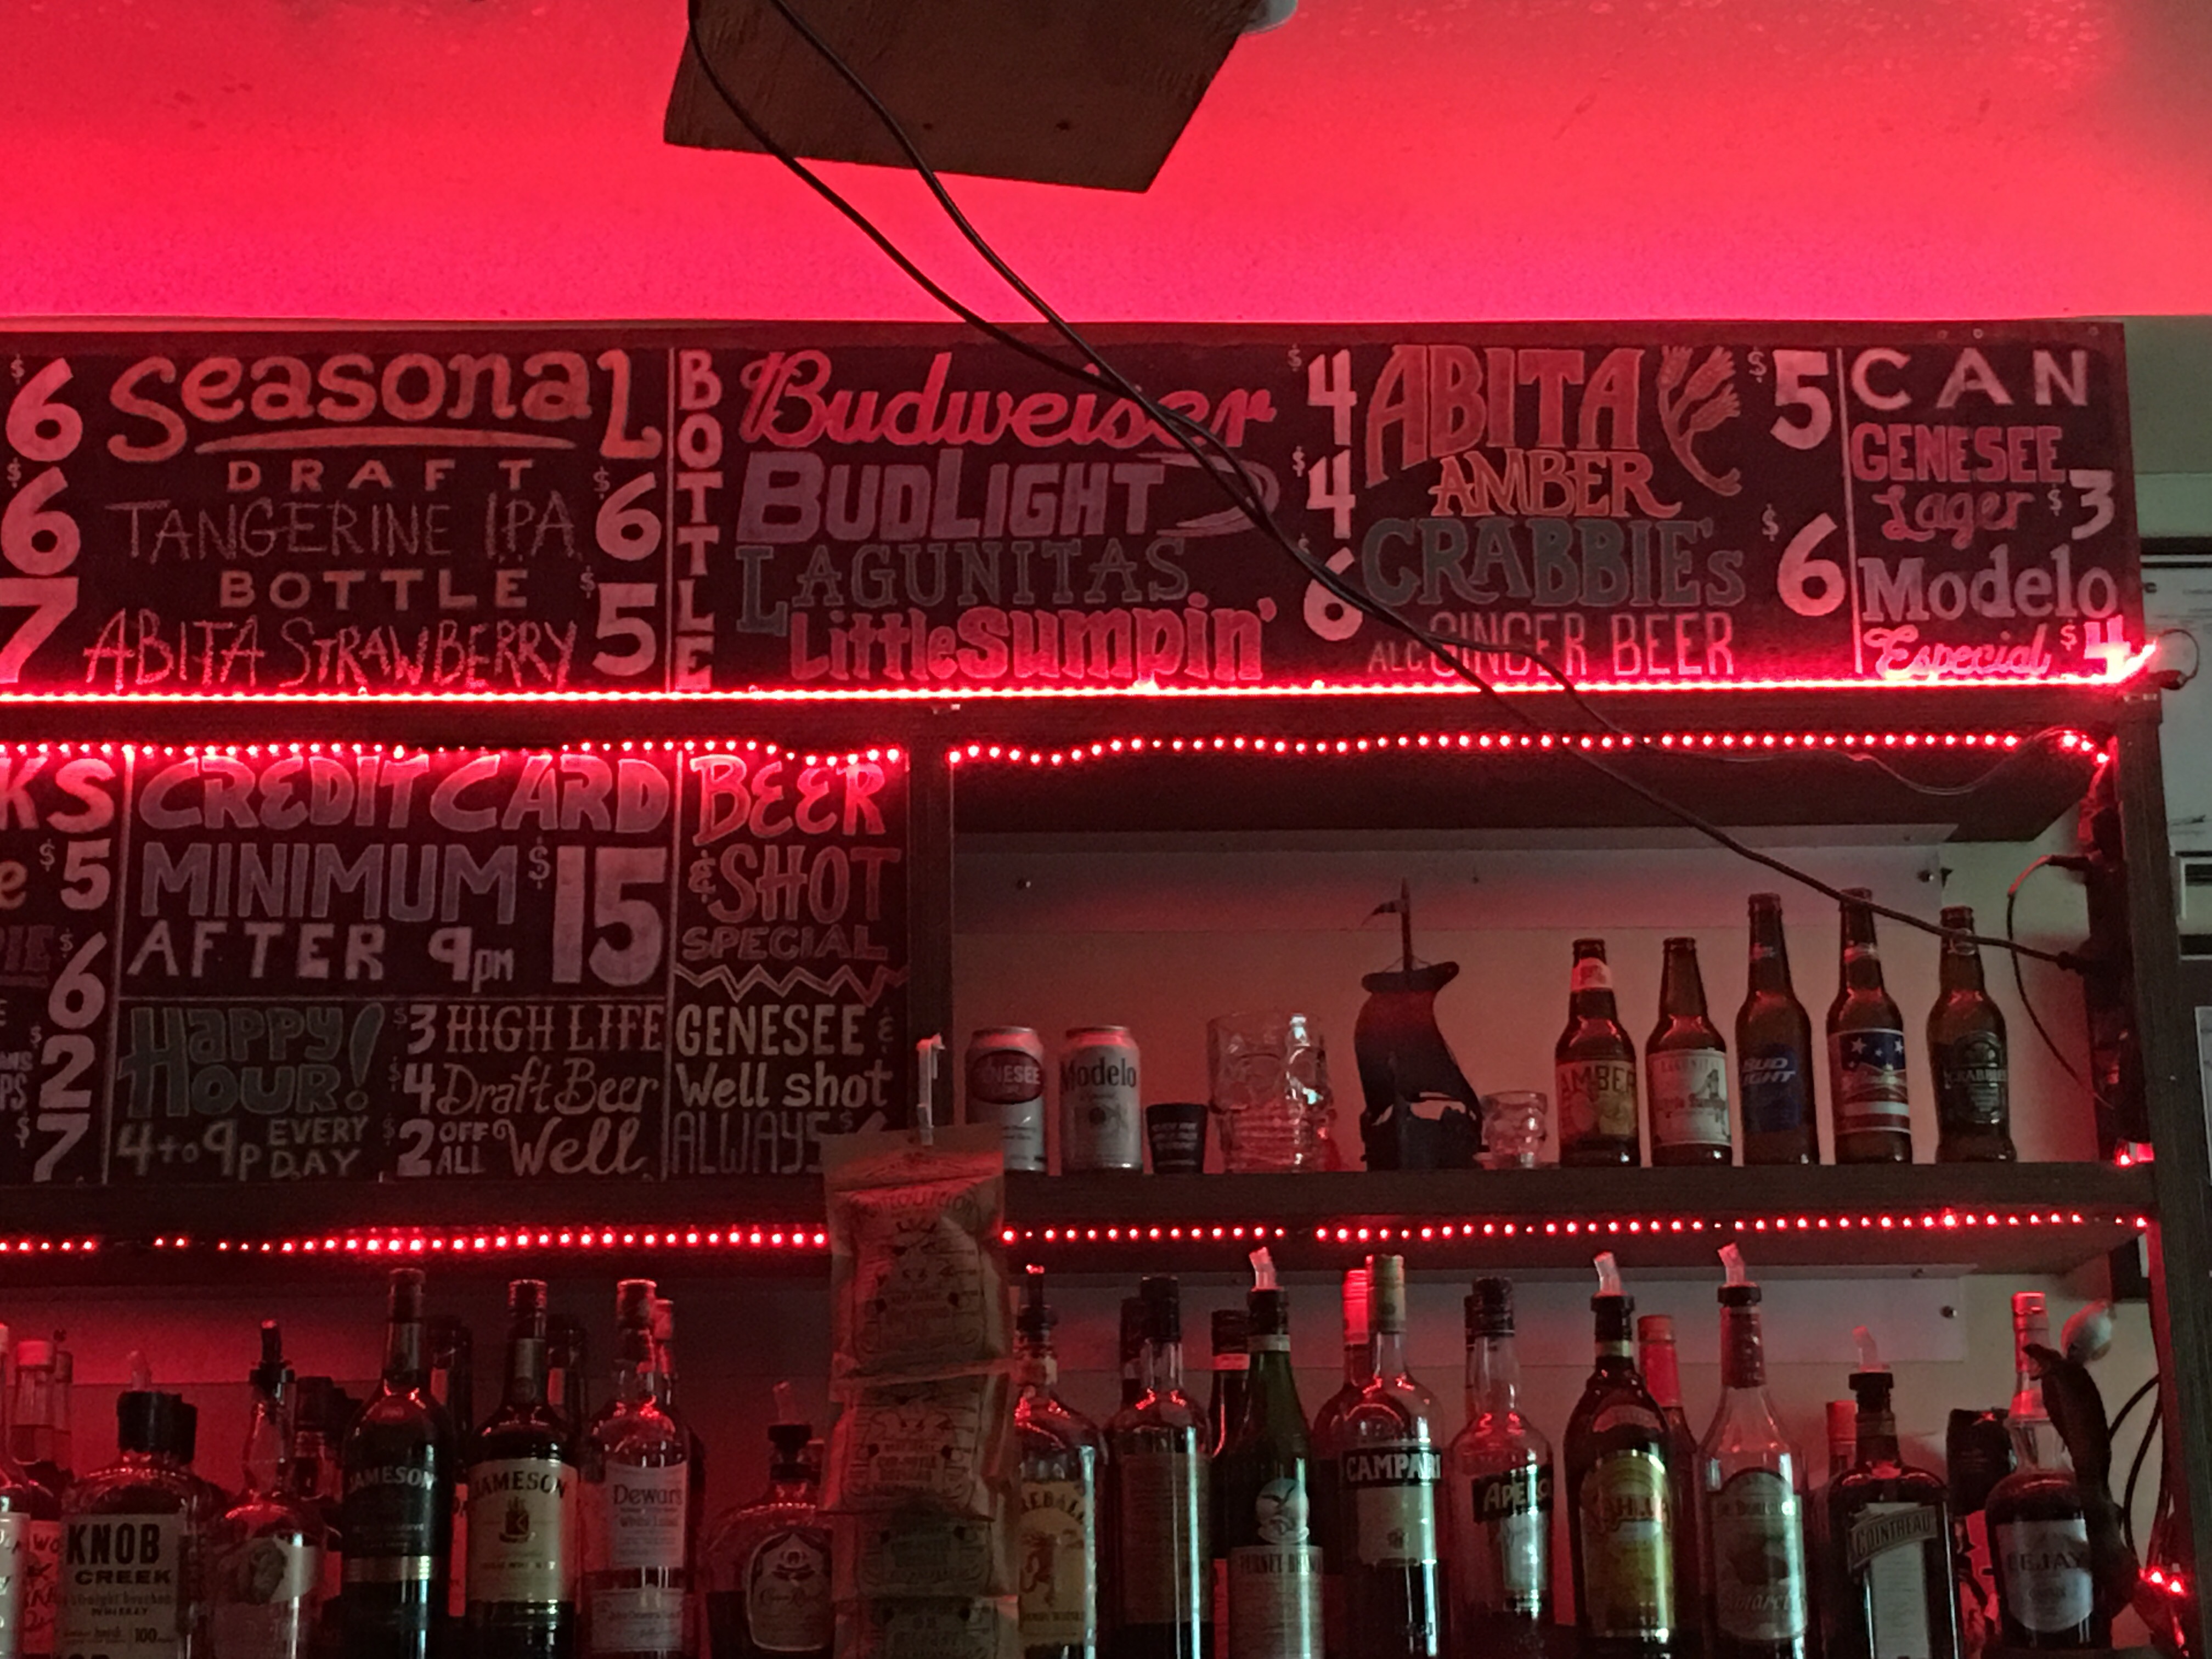 $6
$6
7
Seasonal
DRAFT
TANGERINE IPA $6
BOTTLE
ABITA STRAWBERRY $5
BOTTLE
Budweiser $4
BUDLIGHT $4
LAGUNITAS
LittleSumpin' 6
ABITA $5
AMBER
CRABBIE's $6
ALC. GINGER BEER
CAN
GENESEE
Lager $3
Modelo
Especial $4
KS
e $5
$6
$2
$7
CREDIT CARD
MINIMUM $15
AFTER 9pm
HAPPY
HOUR!
4 to 9p EVERY
DAY
$3 HIGH LIFE
$4 Draft Beer
$2 OFF ALL Well
BEER
& SHOT
SPECIAL
GENESEE &
Well shot
ALWAYS $
GENESEE
Modelo
AMBER
BUD
LIGHT
KNOB
CREEK
100
JAMESON
JAMESON
Dewar's
CAMPARI
APEROL
COINTREAU